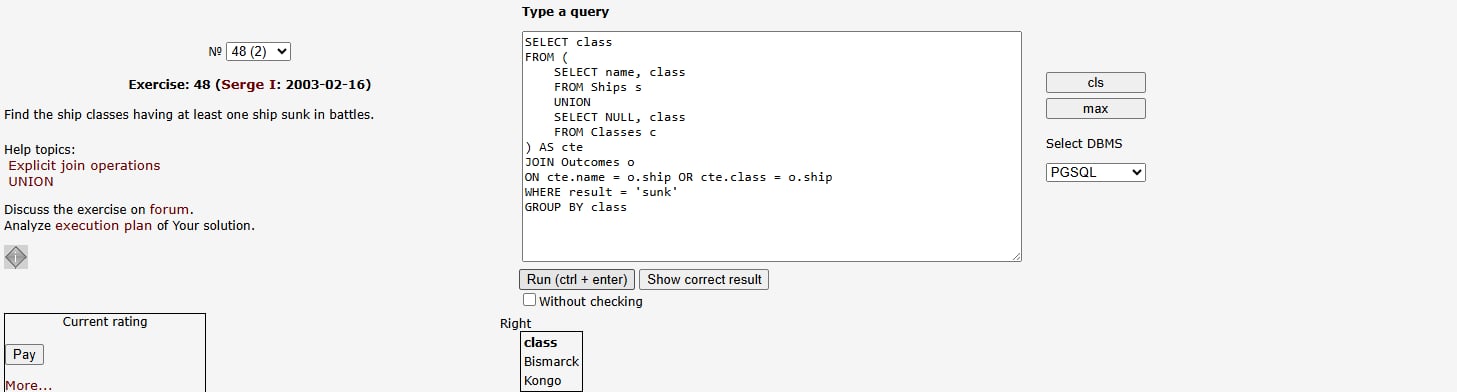 № 48 (2)
Exercise: 48 (Serge I: 2003-02-16)
Find the ship classes having at least one ship sunk in battles.
Help topics:
Explicit join operations
UNION
Discuss the exercise on forum.
Analyze execution plan of Your solution.
Current rating
Pay
More...
Type a query
SELECT class
FROM (
    SELECT name, class
    FROM Ships s
    UNION
    SELECT NULL, class
    FROM Classes c
) AS cte
JOIN Outcomes o
ON cte.name = o.ship OR cte.class = o.ship
WHERE result = 'sunk'
GROUP BY class
Run (ctrl + enter) Show correct result
Without checking
Right
class
Bismarck
Kongo
cls
max
Select DBMS
PGSQL